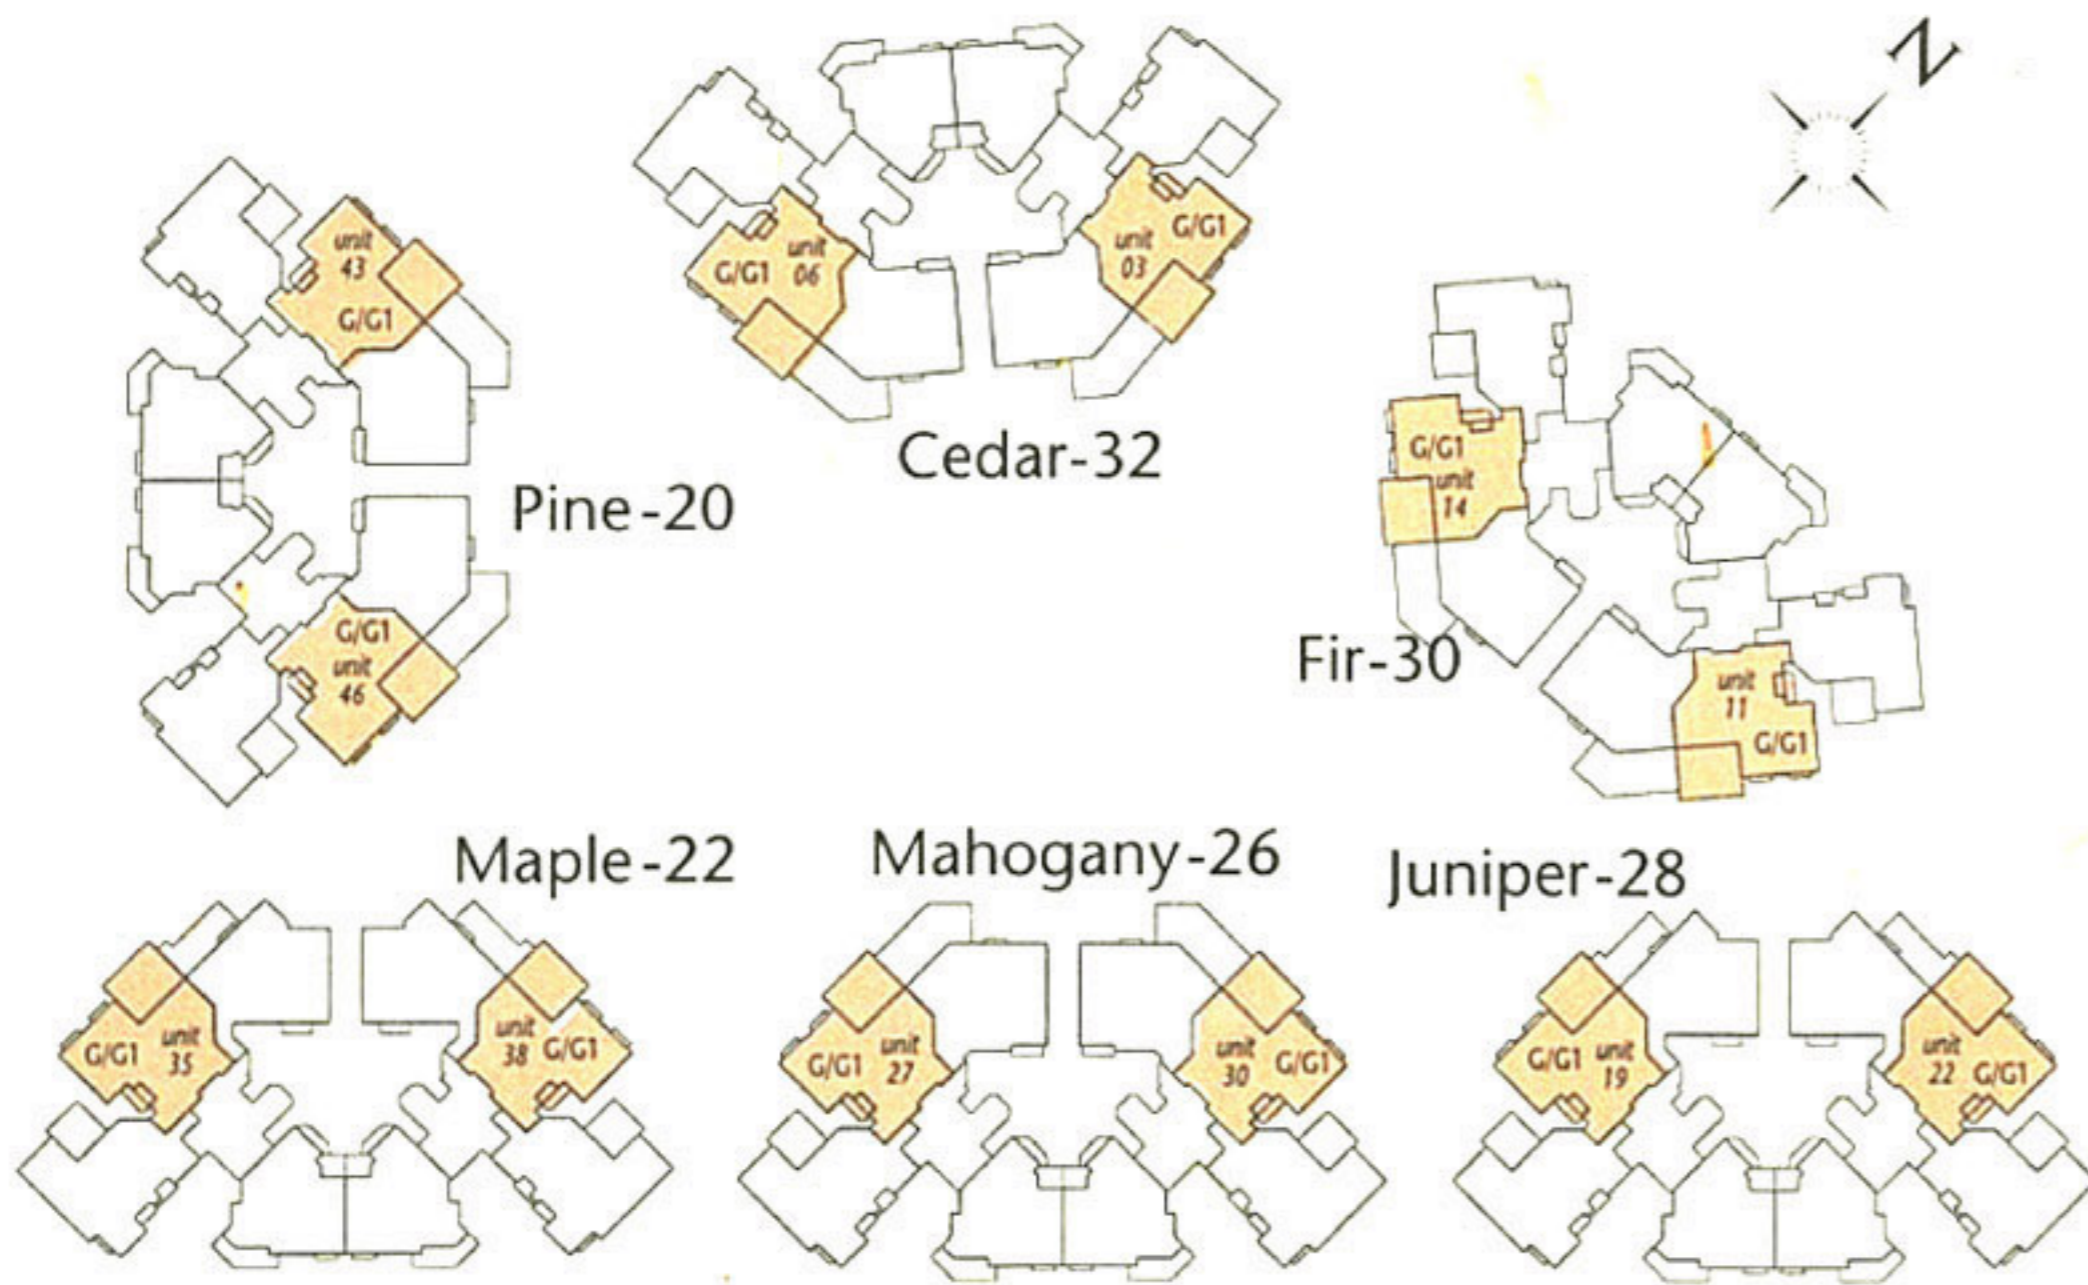 N
unit
43
G/G1
G/G1
unit
46
Pine-20
G/G1
unit
06
unit
03
G/G1
Cedar-32
G/G1
unit
14
unit
11
G/G1
Fir-30
Maple-22
G/G1
unit
35
unit
38
G/G1
Mahogany-26
G/G1
unit
27
unit
30
G/G1
Juniper-28
G/G1
unit
19
unit
22
G/G1